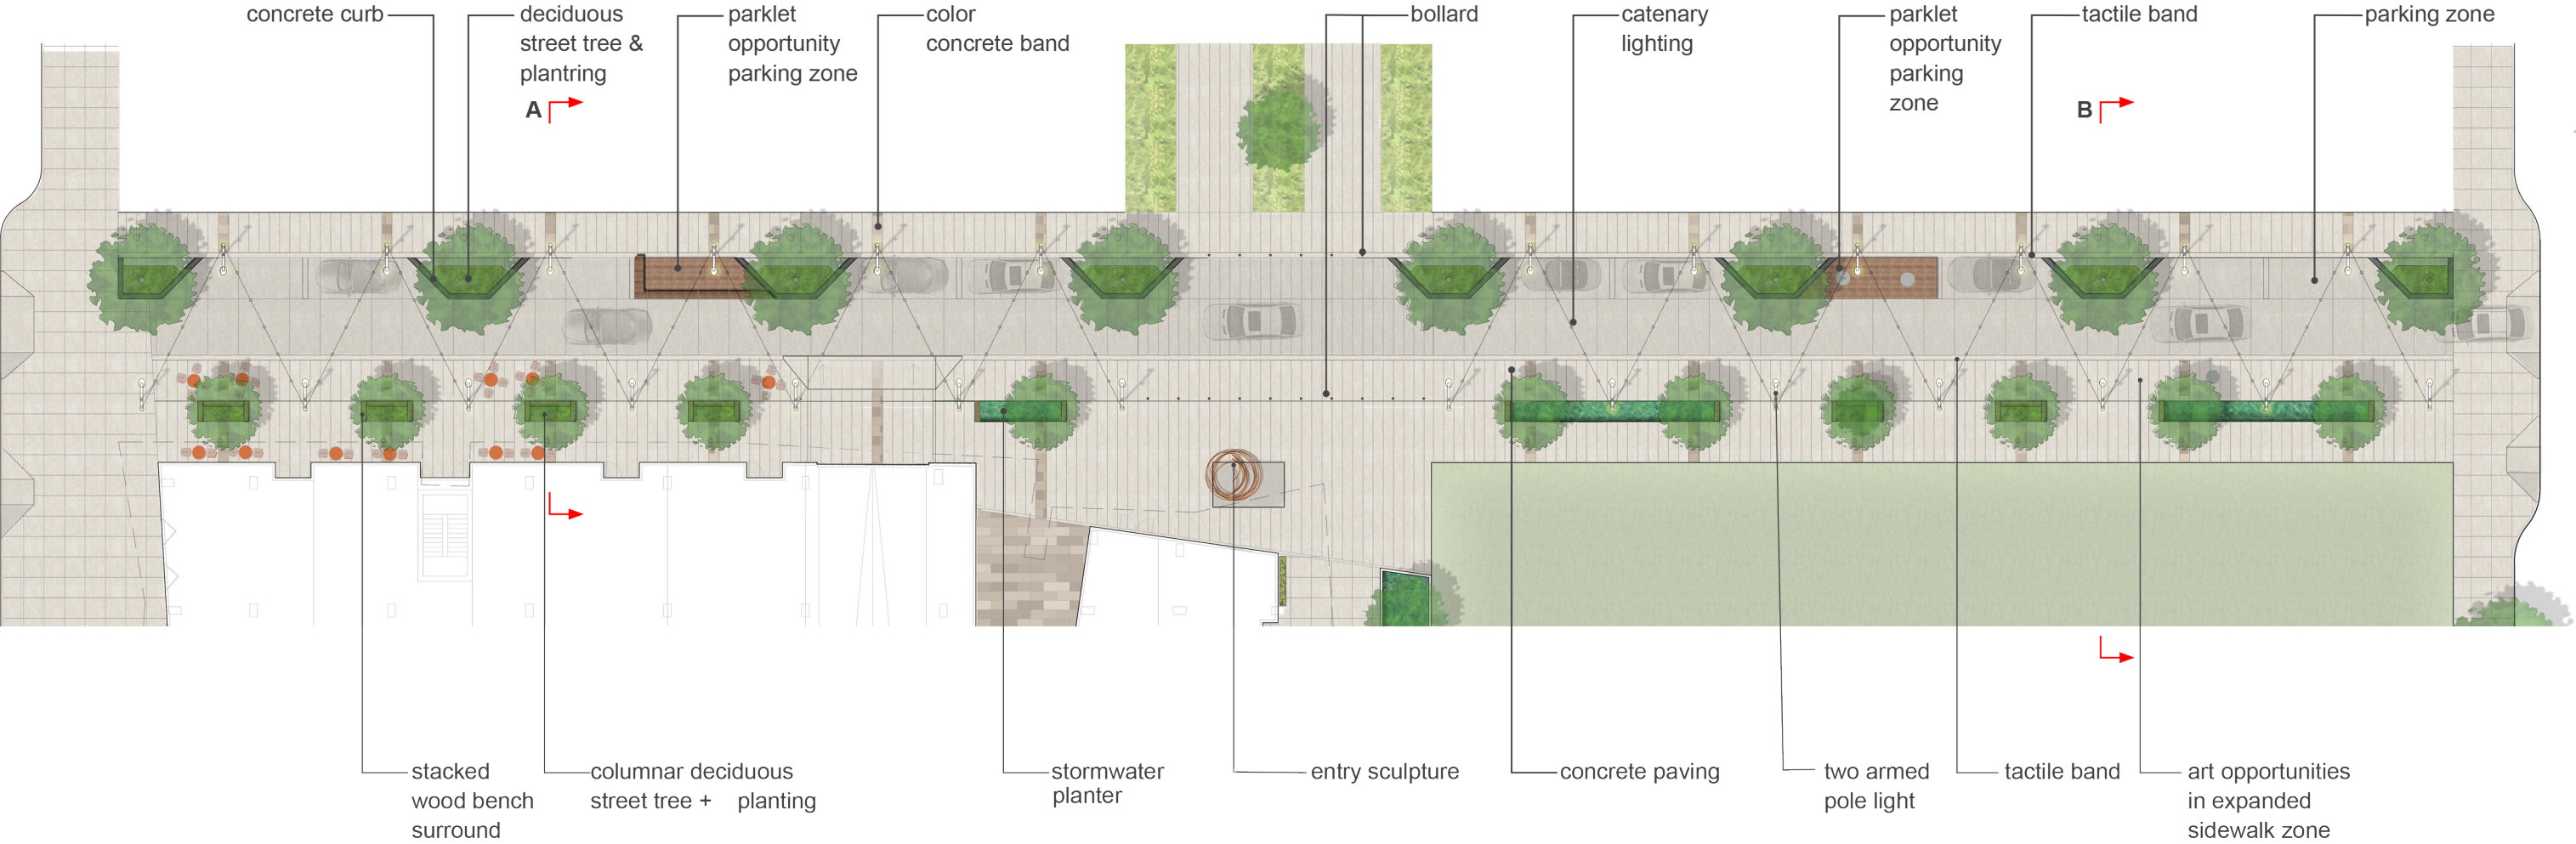 concrete curb
deciduous
street tree &
plantring
parklet
opportunity
parking zone
color
concrete band
bollard
catenary
lighting
parklet
opportunity
parking
zone
tactile band
parking zone
A
B
stacked
wood bench
surround
columnar deciduous
street tree + planting
stormwater
planter
entry sculpture
concrete paving
two armed
pole light
tactile band
art opportunities
in expanded
sidewalk zone